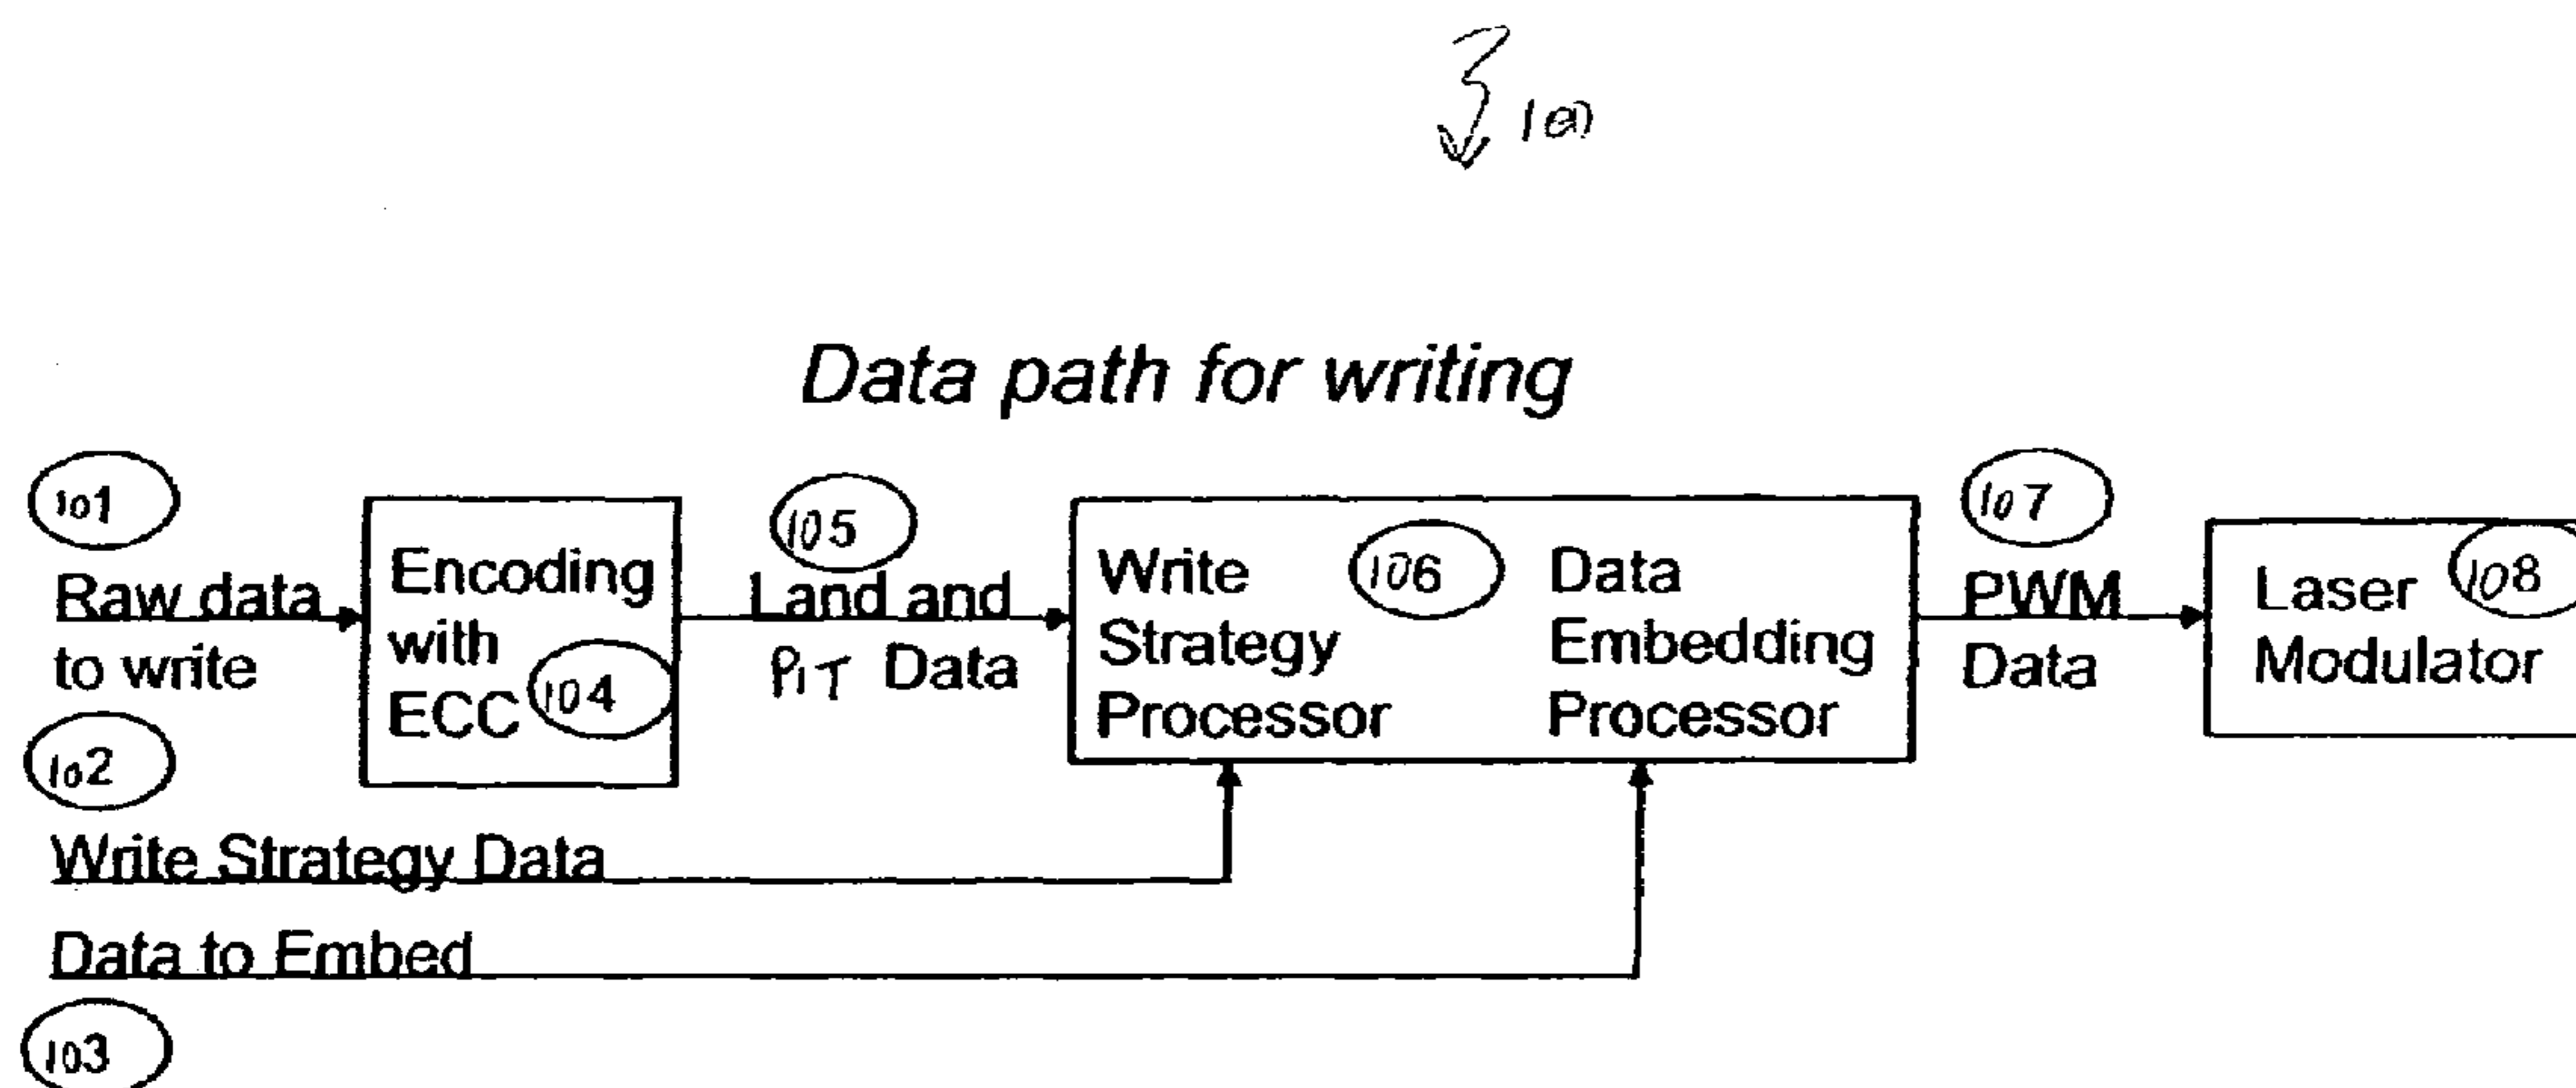 Data path for writing
101
Raw data
to write
102
Write Strategy Data
Data to Embed
103
Encoding
with
ECC 104
105
Land and
PIT Data
Write
Strategy
Processor
106
Data
Embedding
Processor
107
PWM
Data
Laser 108
Modulator